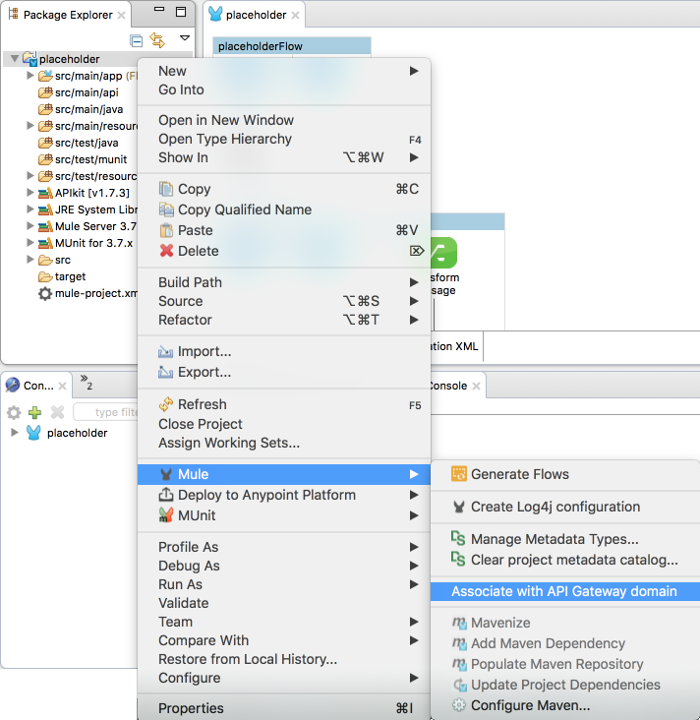 Package Explorer
placeholder
placeholderFlow
placeholder
src/main/app (Fl
src/main/api
src/main/java
src/main/resourc
src/test/java
src/test/munit
src/test/resourc
APIkit [v1.7.3]
JRE System Libr
Mule Server 3.7
MUnit for 3.7.x
src
target
mule-project.xm
New
Go Into
Open in New Window
Open Type Hierarchy F4
Show In ⌥⌘W
Copy ⌘C
Copy Qualified Name
Paste ⌘V
Delete ⌦
Build Path
Source ⌥⌘S
Refactor ⌥⌘T
Import...
Export...
Refresh F5
Close Project
Assign Working Sets...
Mule
Deploy to Anypoint Platform
MUnit
Profile As
Debug As
Run As
Validate
Team
Compare With
Restore from Local History...
Configure
Properties ⌘I
sform
sage
ation XML
Con...
»2
Console
type filte
placeholder
Generate Flows
Create Log4j configuration
Manage Metadata Types...
Clear project metadata catalog...
Associate with API Gateway domain
Mavenize
Add Maven Dependency
Populate Maven Repository
Update Project Dependencies
Configure Maven...